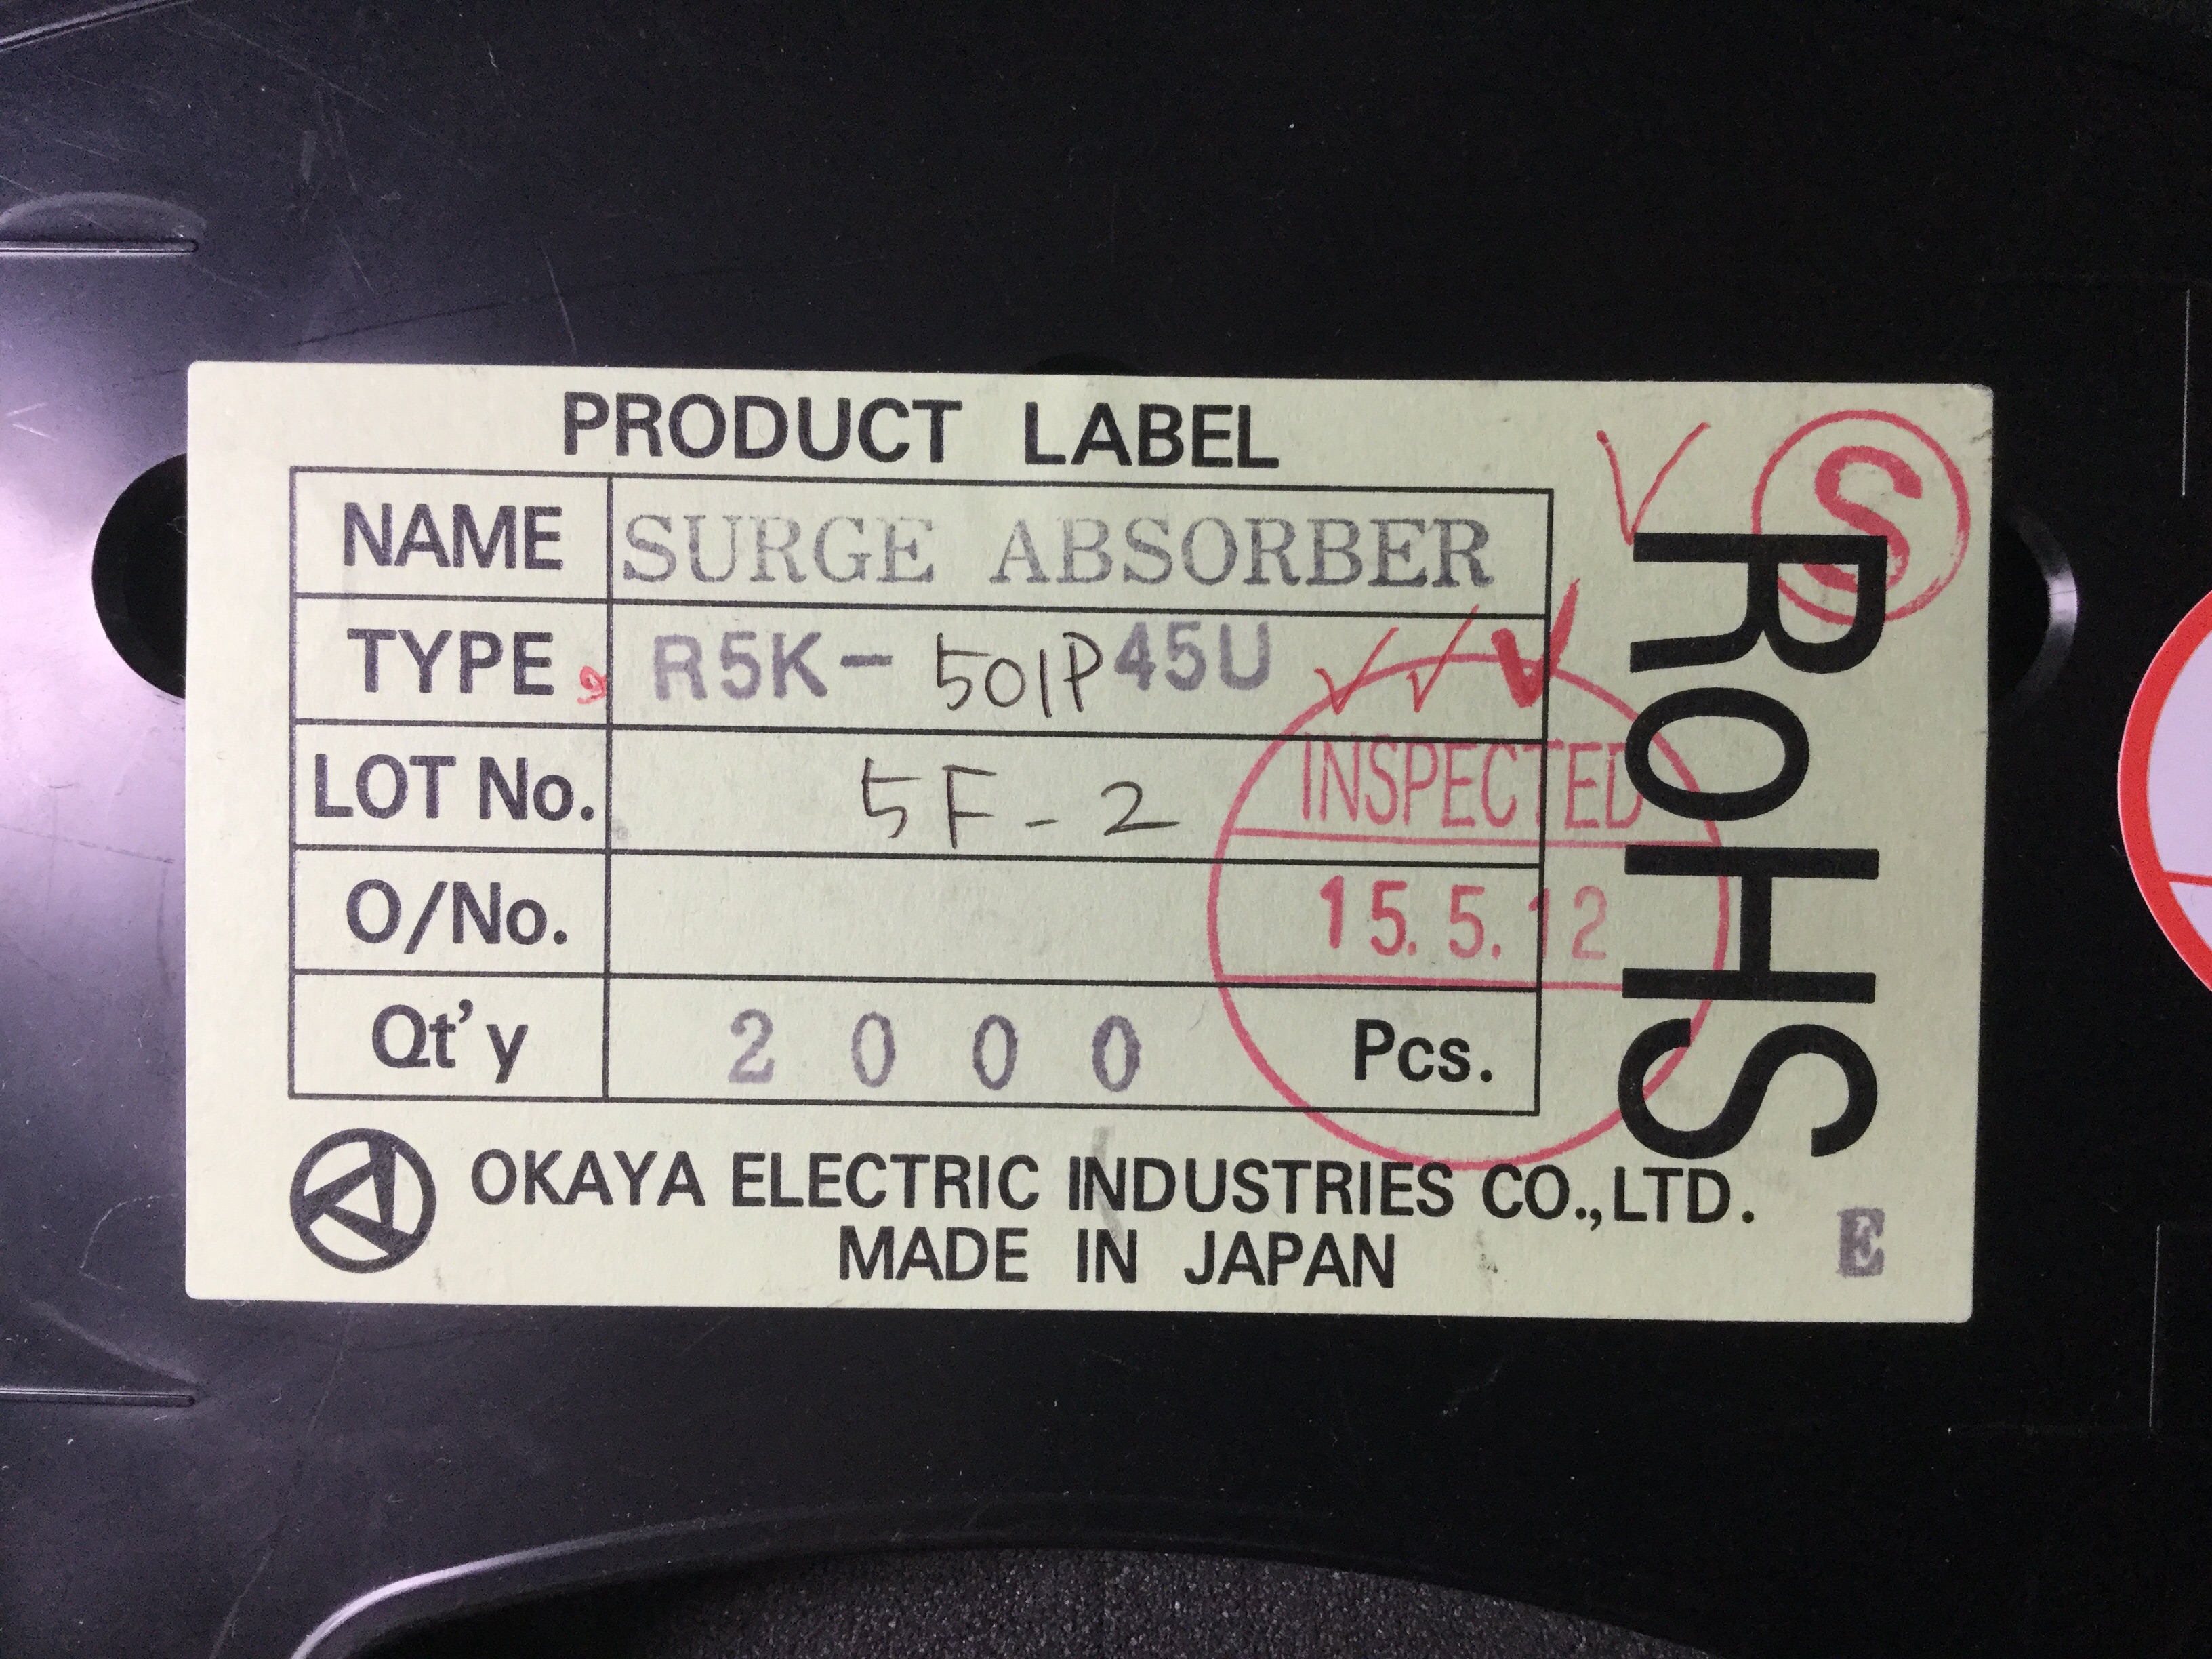 PRODUCT LABEL
NAME SURGE ABSORBER
TYPE R5K-501P45U
LOT No. 5F-2
O/No.
Qt'y 2000 Pcs.
INSPECTED
15.5.12
S
ROHS
OKAYA ELECTRIC INDUSTRIES CO.,LTD.
MADE IN JAPAN
E